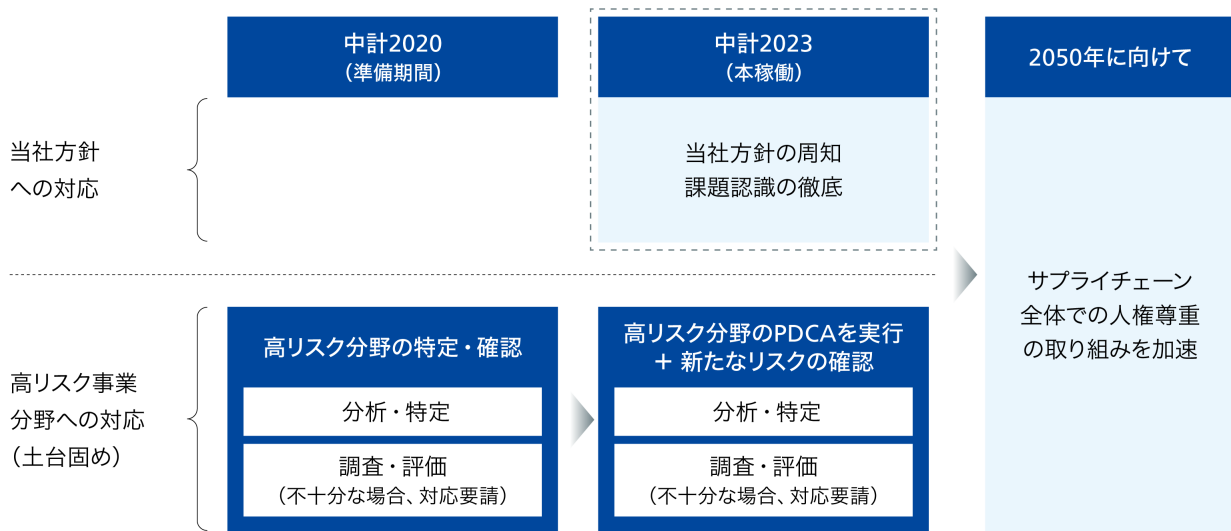 中計2020
（準備期間）
中計2023
（本稼働）
2050年に向けて
当社方針
への対応
当社方針の周知
課題認識の徹底
サプライチェーン
全体での人権尊重
の取り組みを加速
高リスク事業
分野への対応
（土台固め）
高リスク分野の特定・確認
分析・特定
調査・評価
（不十分な場合、対応要請）
高リスク分野のPDCAを実行
＋ 新たなリスクの確認
分析・特定
調査・評価
（不十分な場合、対応要請）